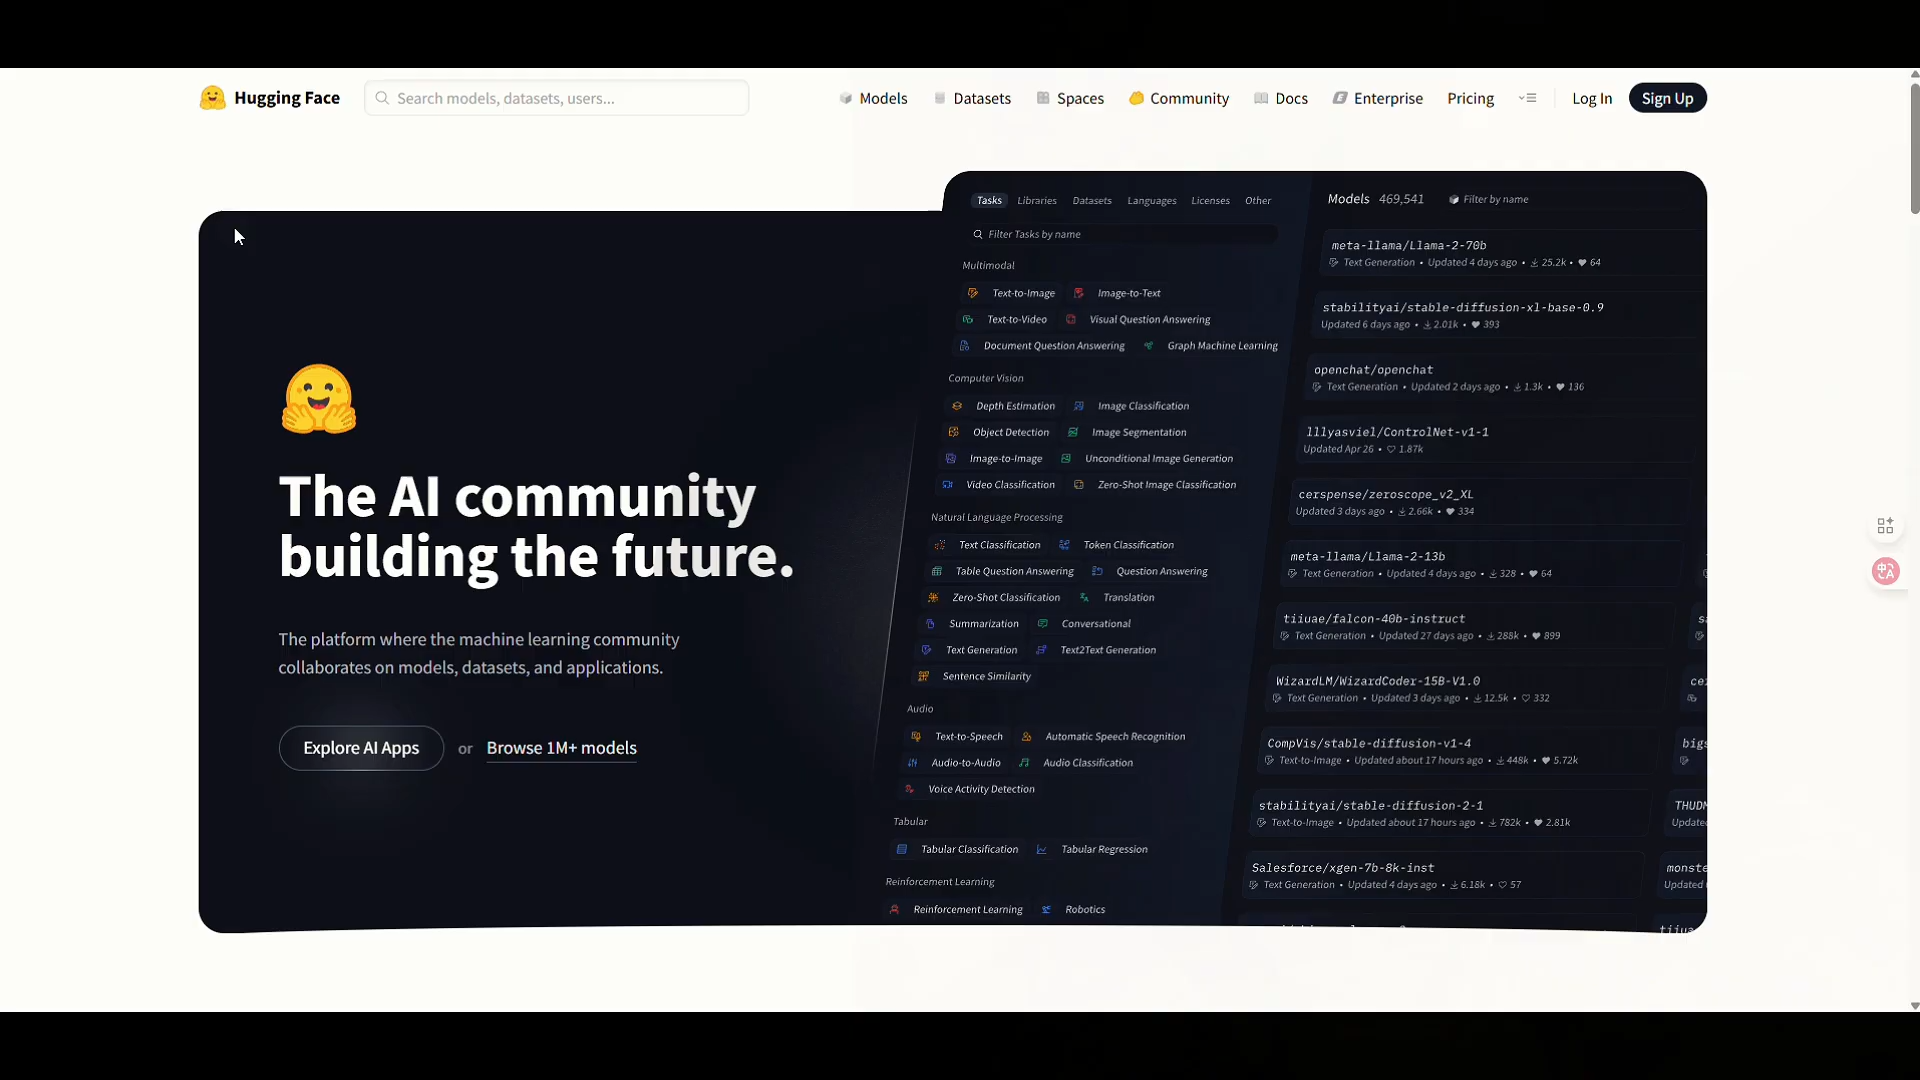 Hugging Face
Search models, datasets, users...
Models
Datasets
Spaces
Community
Docs
Enterprise
Pricing
Log In
Sign Up
The AI community
building the future.
The platform where the machine learning community
collaborates on models, datasets, and applications.
Explore AI Apps or Browse 1M+ models
Tasks Libraries Datasets Languages Licenses Other
Filter Tasks by name
Multimodal
Text-to-Image Image-to-Text
Text-to-Video Visual Question Answering
Document Question Answering Graph Machine Learning
Computer Vision
Depth Estimation Image Classification
Object Detection Image Segmentation
Image-to-Image Unconditional Image Generation
Video Classification Zero-Shot Image Classification
Natural Language Processing
Text Classification Token Classification
Table Question Answering Question Answering
Zero-Shot Classification Translation
Summarization Conversational
Text Generation Text2Text Generation
Sentence Similarity
Audio
Text-to-Speech Automatic Speech Recognition
Audio-to-Audio Audio Classification
Voice Activity Detection
Tabular
Tabular Classification Tabular Regression
Reinforcement Learning
Reinforcement Learning Robotics
Models 469,541 Filter by name
meta-llama/Llama-2-70b
Text Generation • Updated 4 days ago • 25.2k • 64
stabilityai/stable-diffusion-xl-base-0.9
Updated 6 days ago • 2.01k • 393
openchat/openchat
Text Generation • Updated 2 days ago • 1.3k • 136
lllyasviel/ControlNet-v1-1
Updated Apr 26 • 1.87k
cerspense/zeroscope_v2_XL
Updated 3 days ago • 2.66k • 334
meta-llama/Llama-2-13b
Text Generation • Updated 4 days ago • 328 • 64
tiiuae/falcon-40b-instruct
Text Generation • Updated 27 days ago • 288k • 899
WizardLM/WizardCoder-15B-V1.0
Text Generation • Updated 3 days ago • 12.5k • 332
CompVis/stable-diffusion-v1-4
Text-to-Image • Updated about 17 hours ago • 448k • 5.72k
stabilityai/stable-diffusion-2-1
Text-to-Image • Updated about 17 hours ago • 782k • 2.81k
Salesforce/xgen-7b-8k-inst
Text Generation • Updated 4 days ago • 6.18k • 57
bigs
THUDM
Updated
monste
Updated